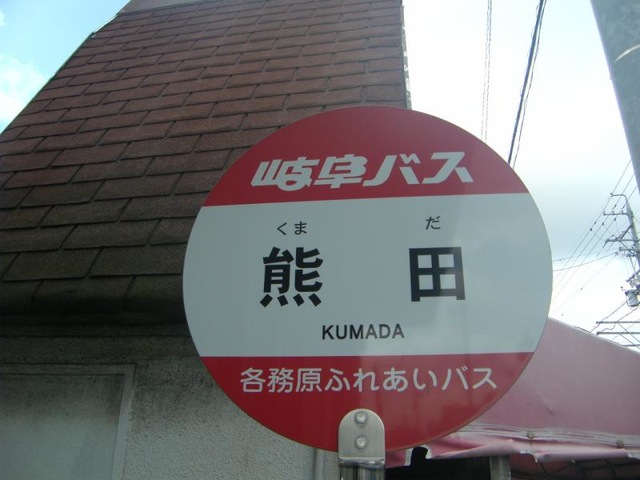 岐阜バス
くま だ
熊 田
KUMADA
各務原ふれあいバス